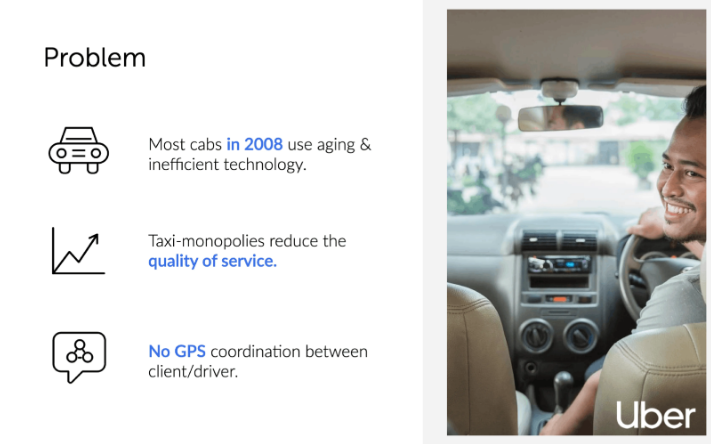 Problem
Most cabs in 2008 use aging &
inefficient technology.
Taxi-monopolies reduce the
quality of service.
No GPS coordination between
client/driver.
Uber